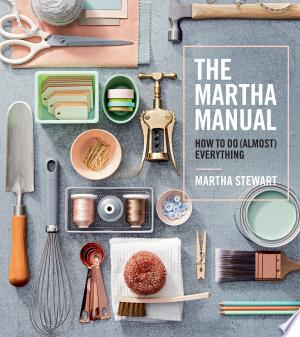 THE
MARTHA
MANUAL
HOW TO DO (ALMOST)
EVERYTHING
MARTHA STEWART